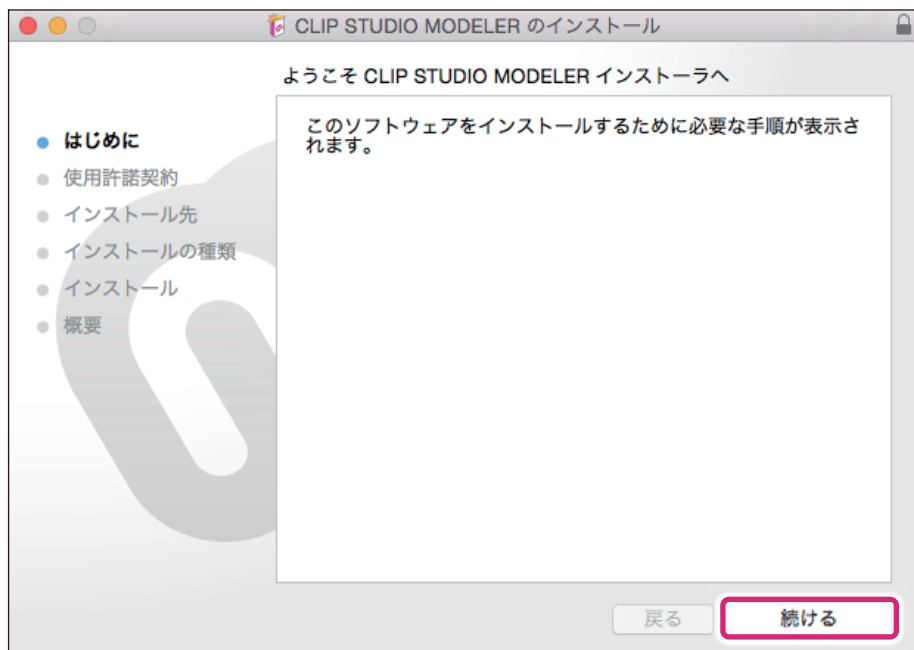 CLIP STUDIO MODELER のインストール
ようこそ CLIP STUDIO MODELER インストーラへ
はじめに
使用許諾契約
インストール先
インストールの種類
インストール
概要
このソフトウェアをインストールするために必要な手順が表示さ
れます。
戻る
続ける